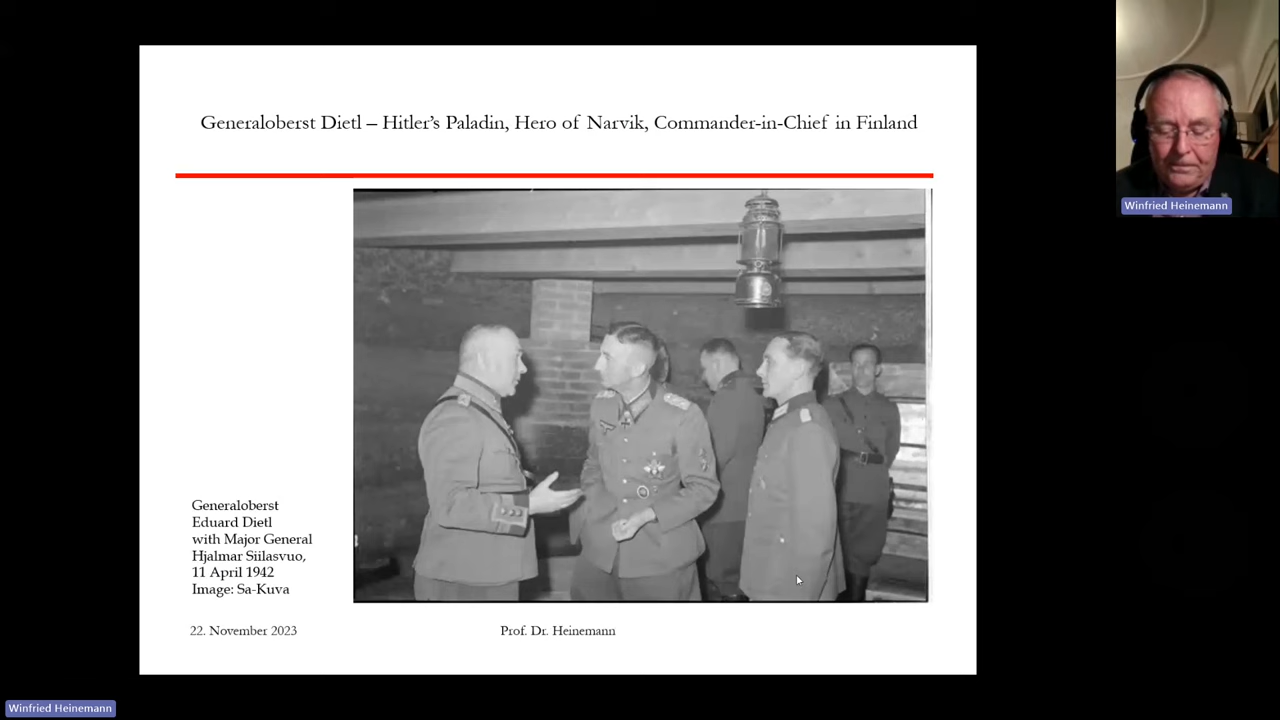 Generaloberst Dietl – Hitler's Paladin, Hero of Narvik, Commander-in-Chief in Finland
Winfried Heinemann
Generaloberst
Eduard Dietl
with Major General
Hjalmar Siilasvuo,
11 April 1942
Image: Sa-Kuva
22. November 2023
Prof. Dr. Heinemann
Winfried Heinemann